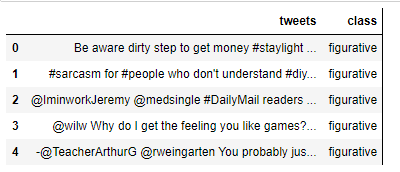 tweets class
0 Be aware dirty step to get money #staylight ... figurative
1 #sarcasm for #people who don't understand #diy... figurative
2 @IminworkJeremy @medsingle #DailyMail readers ... figurative
3 @wilw Why do I get the feeling you like games?... figurative
4 -@TeacherArthurG @rweingarten You probably jus... figurative